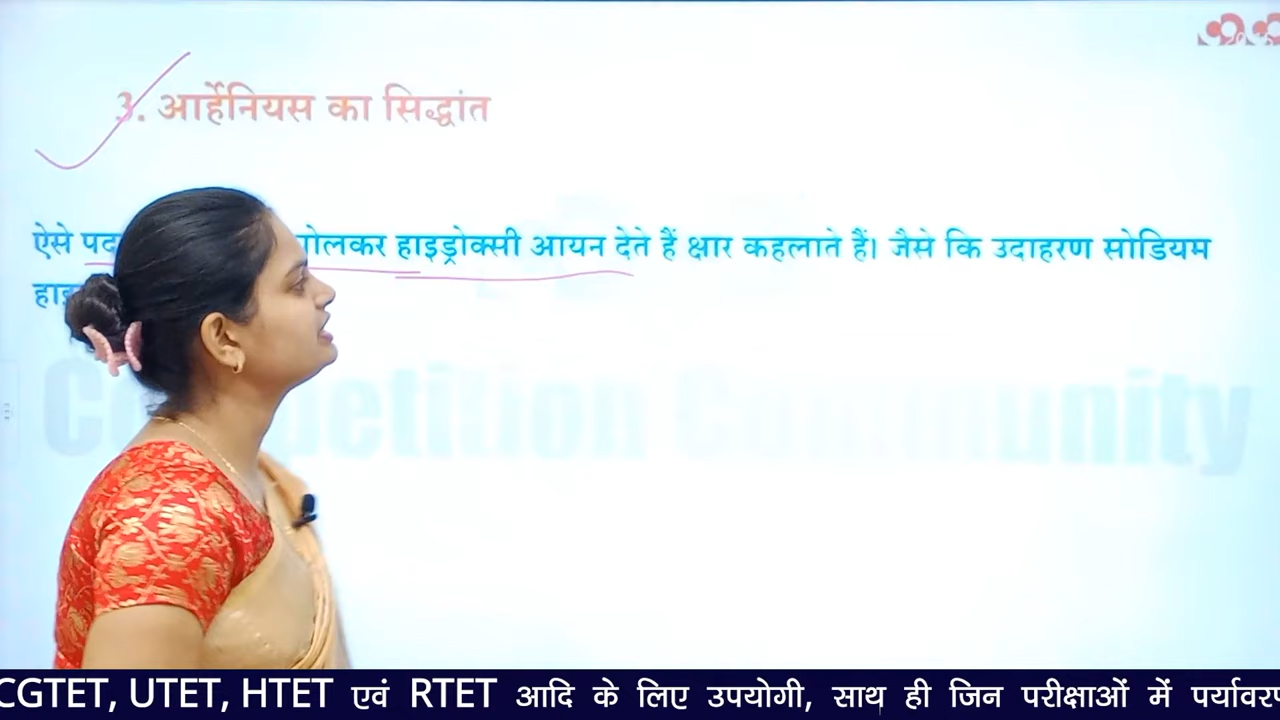 3. आर्हेनियस का सिद्धांत
ऐसे घोलकर हाइड्रोक्सी आयन देते हैं क्षार कहलाते हैं। जैसे कि उदाहरण सोडियम
Competition Community
CGTET, UTET, HTET एवं RTET आदि के लिए उपयोगी, साथ ही जिन परीक्षाओं में